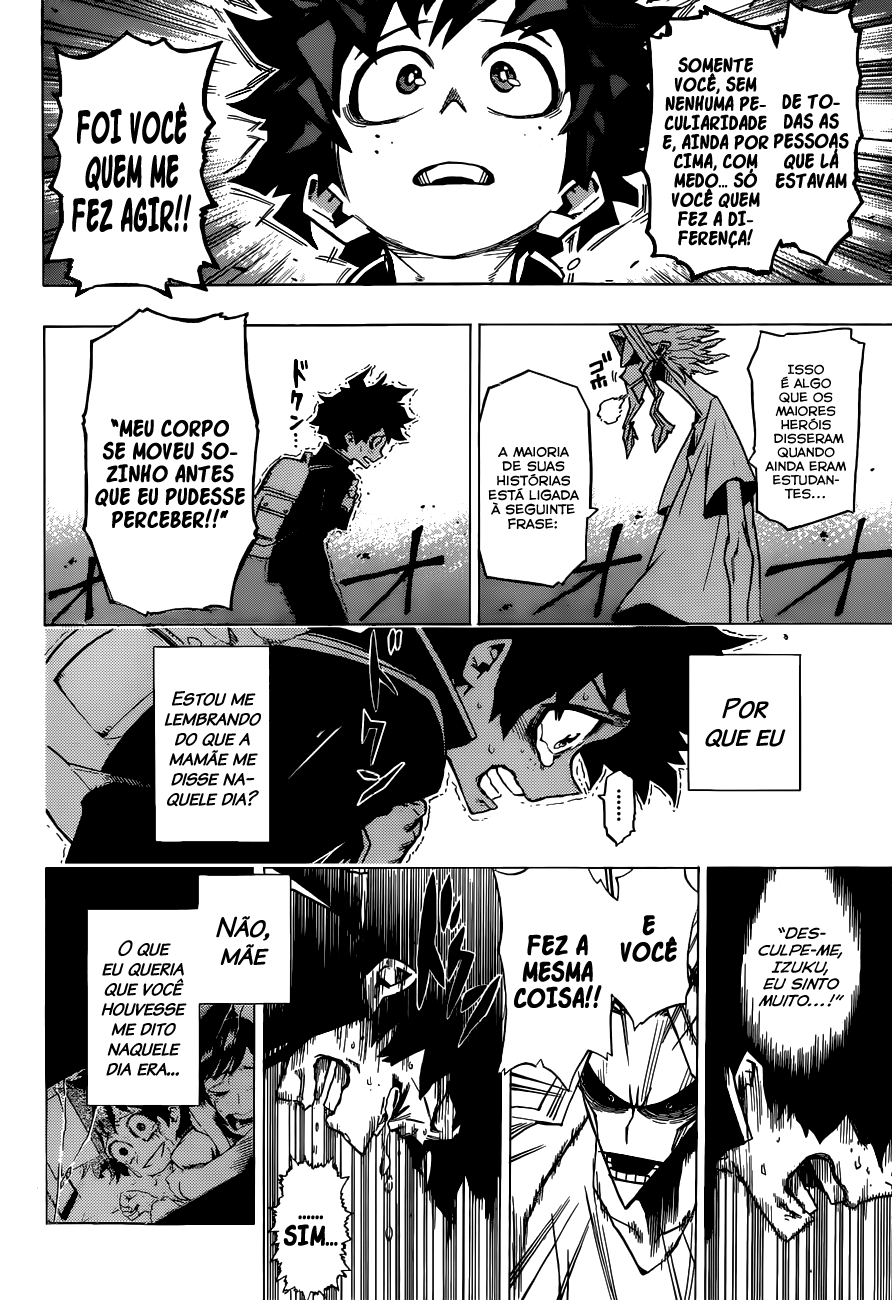 DE TO-
DAS AS
PESSOAS
QUE LÁ
ESTAVAM
SOMENTE
VOCÊ, SEM
NENHUMA PE-
CULIARIDADE
E, AINDA POR
CIMA, COM
MEDO... SÓ
VOCÊ QUEM
FEZ A DI-
FERENÇA!
FOI VOCÊ
QUEM ME
FEZ AGIR!!
ISSO
É ALGO
QUE OS
MAIORES
HERÓIS
DISSERAM
QUANDO
AINDA ERAM
ESTUDAN-
TES...
ゴホ
A MAIORIA
DE SUAS
HISTÓRIAS
ESTÁ LIGADA
À SEGUINTE
FRASE:
ドクン…
"MEU CORPO
SE MOVEU SO-
ZINHO ANTES
QUE EU PUDESSE
PERCEBER!!"
POR
QUE EU
......
ESTOU ME
LEMBRANDO
DO QUE A
MAMÃE ME
DISSE NA-
QUELE DIA?
"DES-
CULPE-ME,
IZUKU,
EU SINTO
MUITO...!"
E
VOCÊ
FEZ A
MESMA
COISA!!
......
SIM...
NÃO,
MÃE
O QUE
EU QUERIA
QUE VOCÊ
HOUVESSE
ME DITO
NAQUELE
DIA ERA...